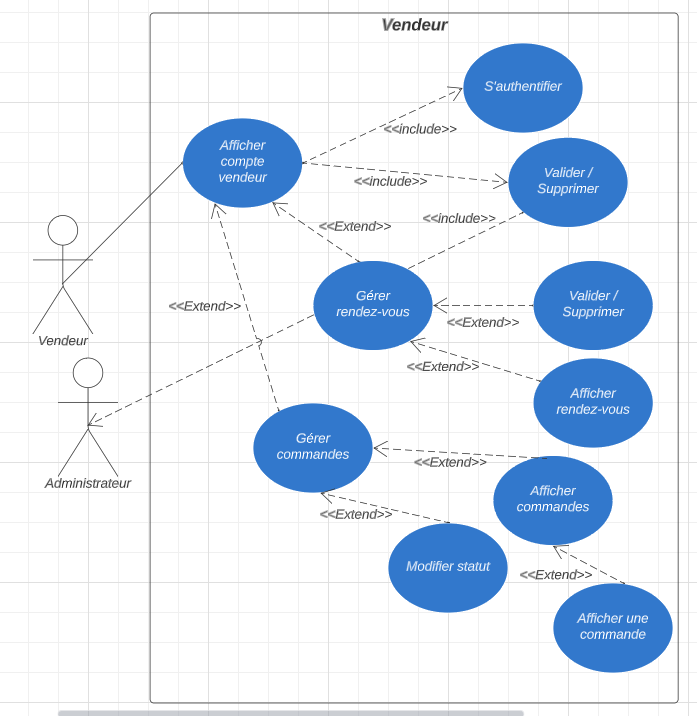 Vendeur
S'authentifier
<<include>>
Afficher
compte
vendeur
<<include>>
Valider /
Supprimer
<<include>>
<<Extend>>
Vendeur
<<Extend>>
Gérer
rendez-vous
<<Extend>>
Valider /
Supprimer
<<Extend>>
Afficher
rendez-vous
Administrateur
Gérer
commandes
<<Extend>>
Afficher
commandes
<<Extend>>
Modifier statut
<<Extend>>
Afficher une
commande